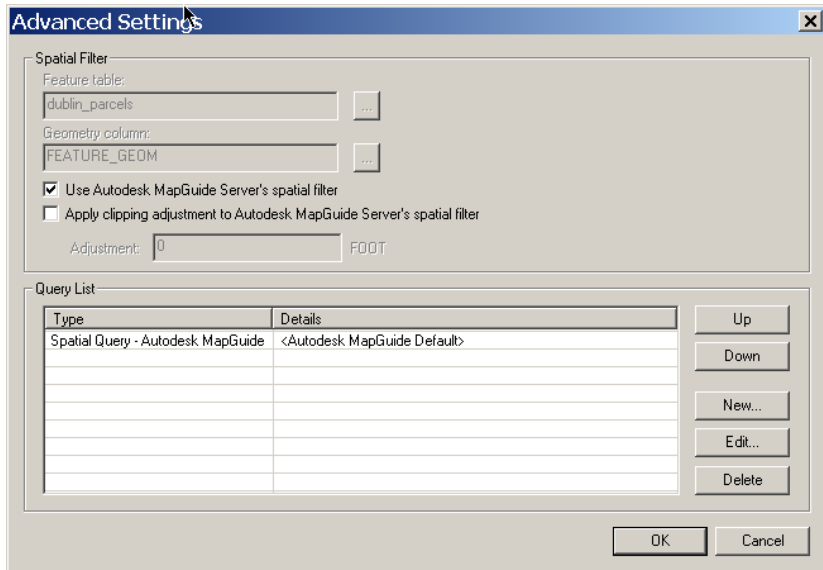 Advanced Settings
Spatial Filter
Feature table:
dublin_parcels
...
Geometry column:
FEATURE_GEOM
...
Use Autodesk MapGuide Server's spatial filter
Apply clipping adjustment to Autodesk MapGuide Server's spatial filter
Adjustment: 0 FOOT
Query List
Type Details
Spatial Query - Autodesk MapGuide <Autodesk MapGuide Default>
Up
Down
New...
Edit...
Delete
OK Cancel